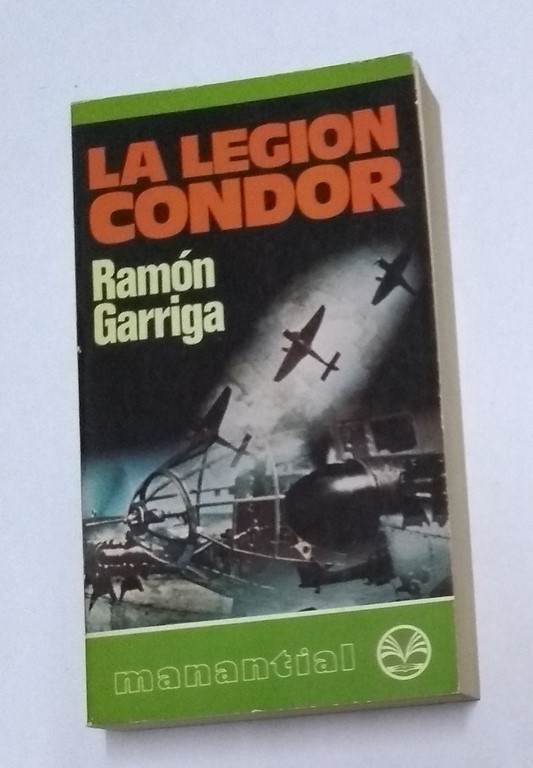 LA LEGION
CONDOR
Ramón
Garriga
manantial